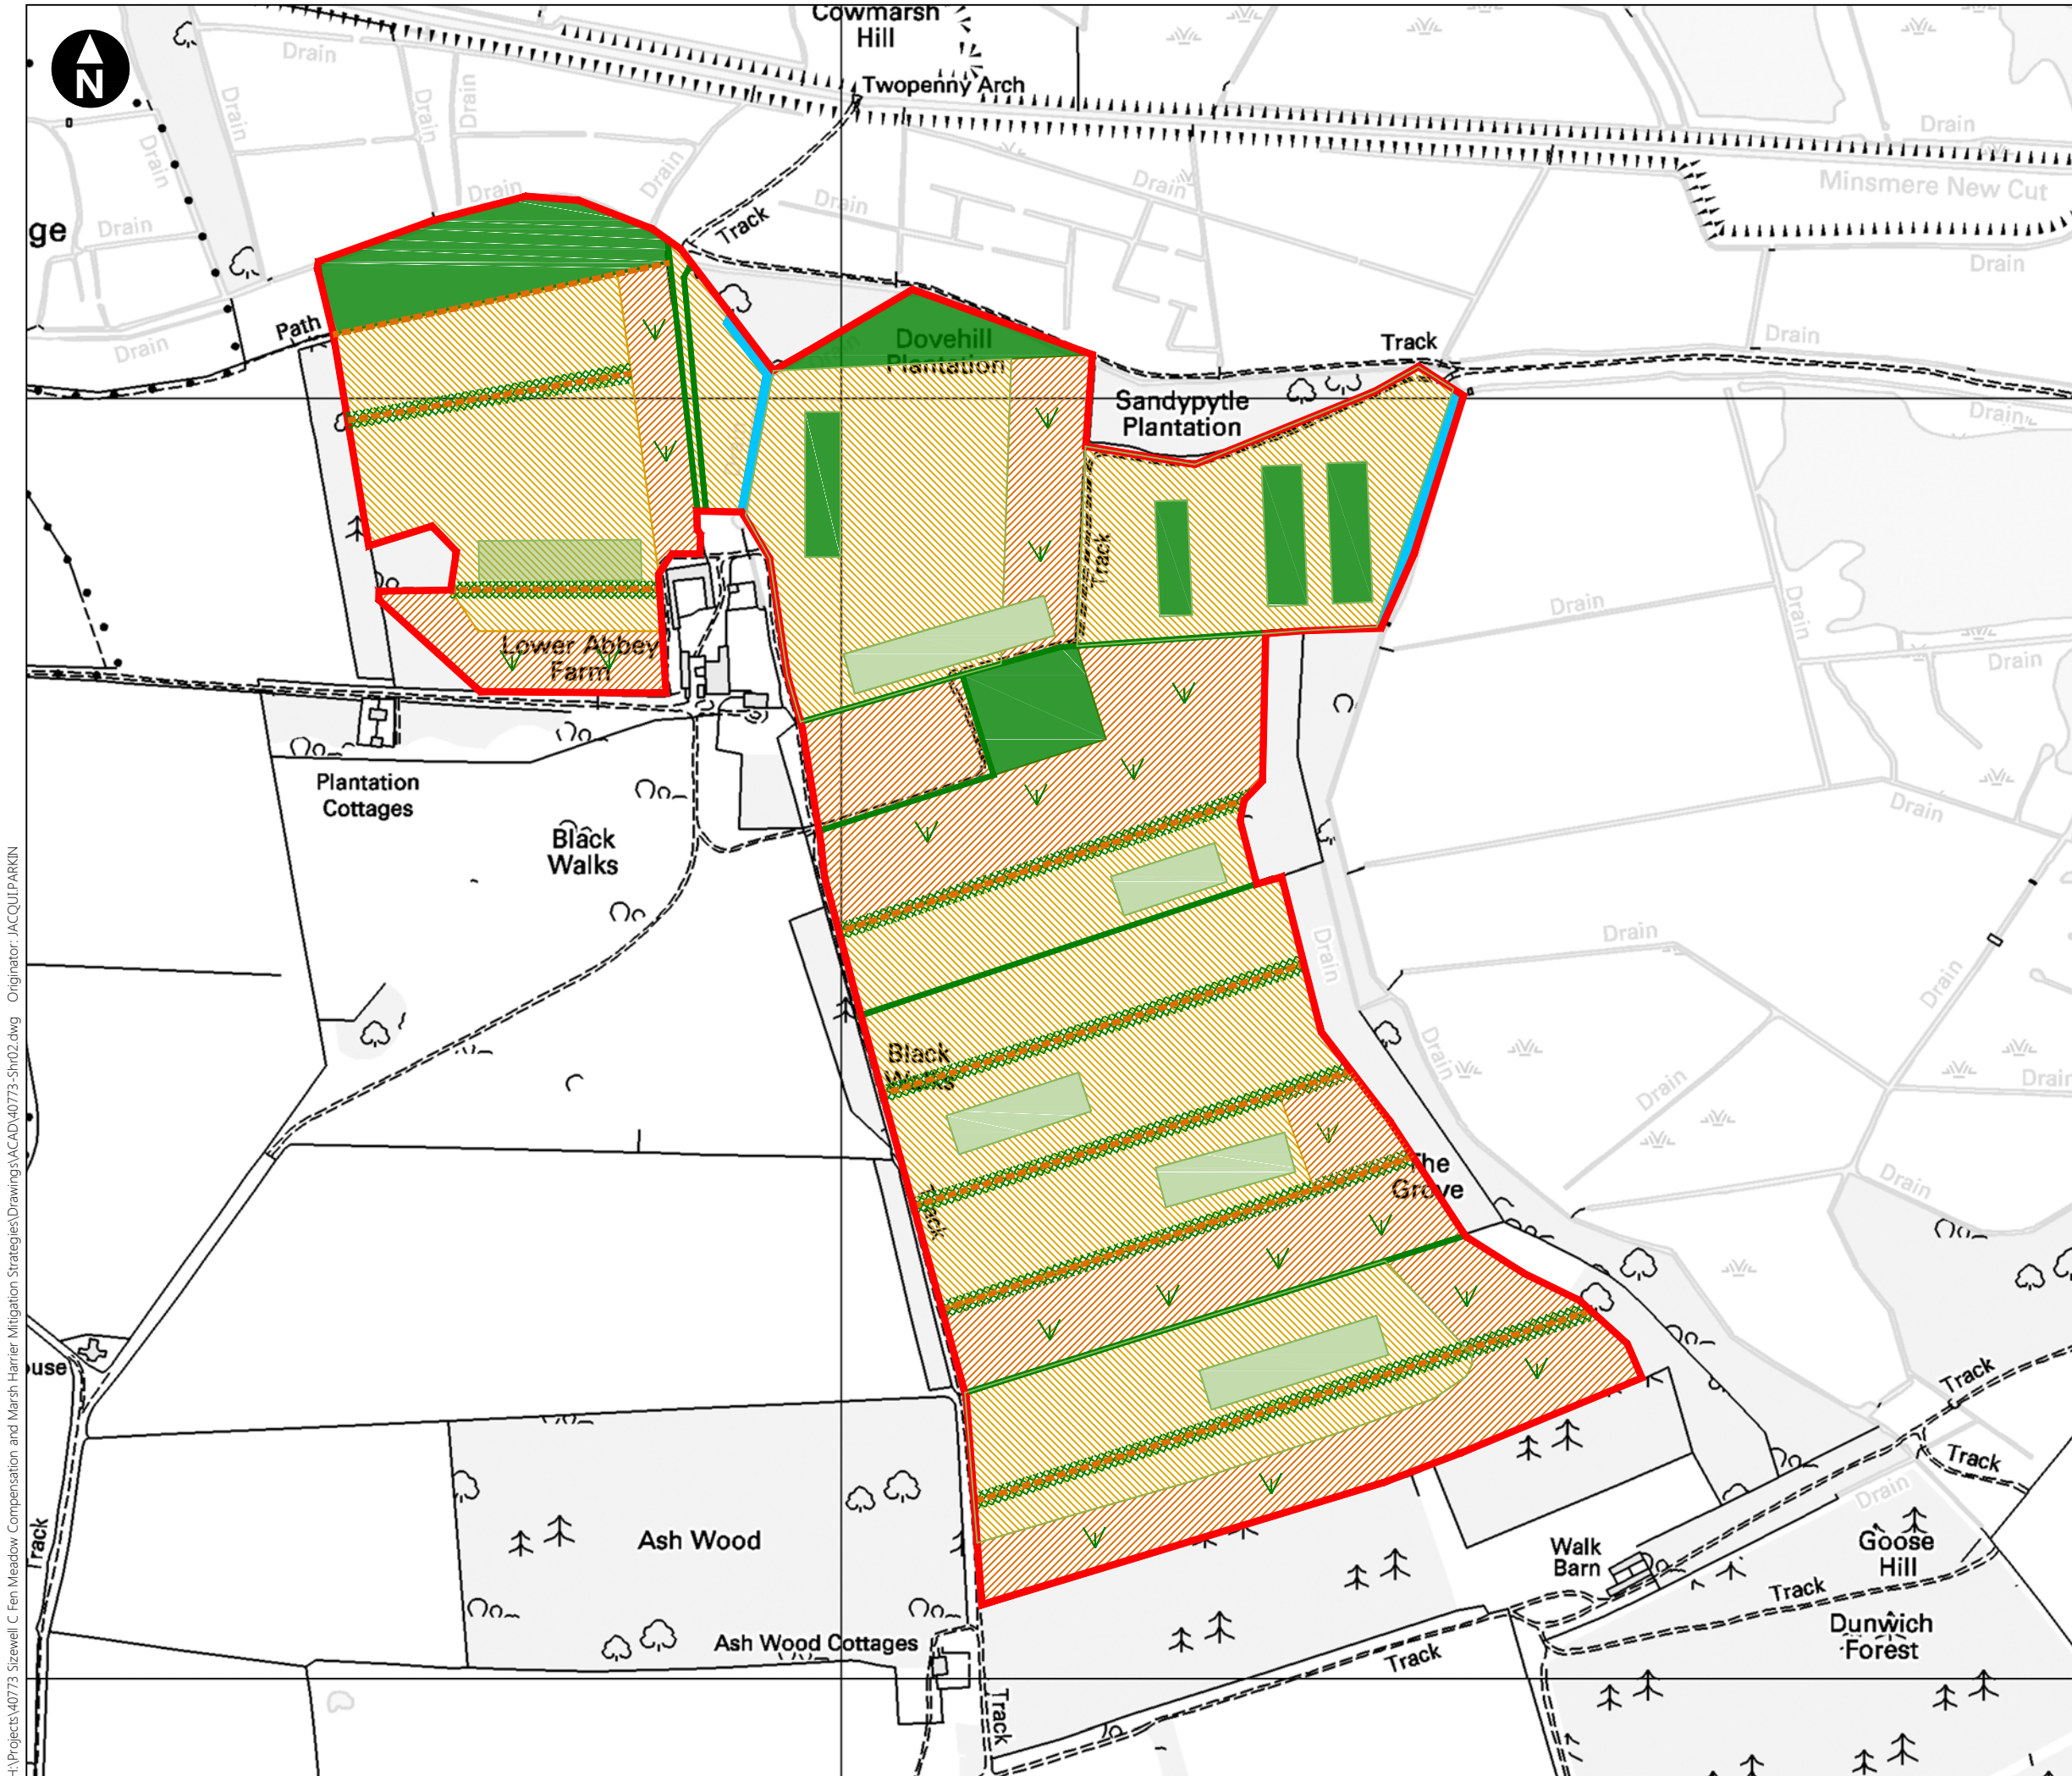 Cowmarsh
Hill
N
Drain
Twopenny Arch
Drain
Drain
Drain
Drain
Drain
Drain
Minsmere New Cut
Drain
Drain
Drain
Drain
Track
ge
Drain
Drain
Path
Drain
Dovehill
Plantation
Track
Drain
Sandypytle
Plantation
Drain
Track
Drain
Drain
Lower Abbey
Farm
Drain
Plantation
Cottages
Black
Walks
Drain
Drain
Drain
Drain
Black
Walks
Drain
Drain
Drain
The
Grove
Track
Drain
ouse
Track
Track
Drain
Track
Ash Wood
Walk
Barn
Goose
Hill
Track
Dunwich
Forest
Ash Wood Cottages
Track
Track
H:\Projects\40773 Sizewell C Fen Meadow Compensation and Marsh Harrier Mitigation Strategies\Drawings\ACAD\40773-Shr02.dwg Originator: JACQUI.PARKIN